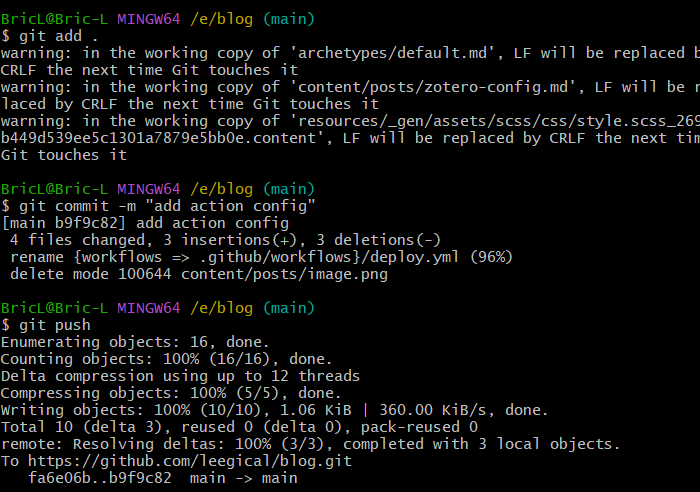 BricL@Bric-L MINGW64 /e/blog (main)
$ git add .
warning: in the working copy of 'archetypes/default.md', LF will be replaced b
CRLF the next time Git touches it
warning: in the working copy of 'content/posts/zotero-config.md', LF will be r
laced by CRLF the next time Git touches it
warning: in the working copy of 'resources/_gen/assets/scss/css/style.scss_269
b449d539ee5c1301a7879e5bb0e.content', LF will be replaced by CRLF the next tim
Git touches it
BricL@Bric-L MINGW64 /e/blog (main)
$ git commit -m "add action config"
[main b9f9c82] add action config
4 files changed, 3 insertions(+), 3 deletions(-)
rename {workflows => .github/workflows}/deploy.yml (96%)
delete mode 100644 content/posts/image.png
BricL@Bric-L MINGW64 /e/blog (main)
$ git push
Enumerating objects: 16, done.
Counting objects: 100% (16/16), done.
Delta compression using up to 12 threads
Compressing objects: 100% (5/5), done.
Writing objects: 100% (10/10), 1.06 KiB | 360.00 KiB/s, done.
Total 10 (delta 3), reused 0 (delta 0), pack-reused 0
remote: Resolving deltas: 100% (3/3), completed with 3 local objects.
To https://github.com/leegical/blog.git
fa6e06b..b9f9c82  main -> main